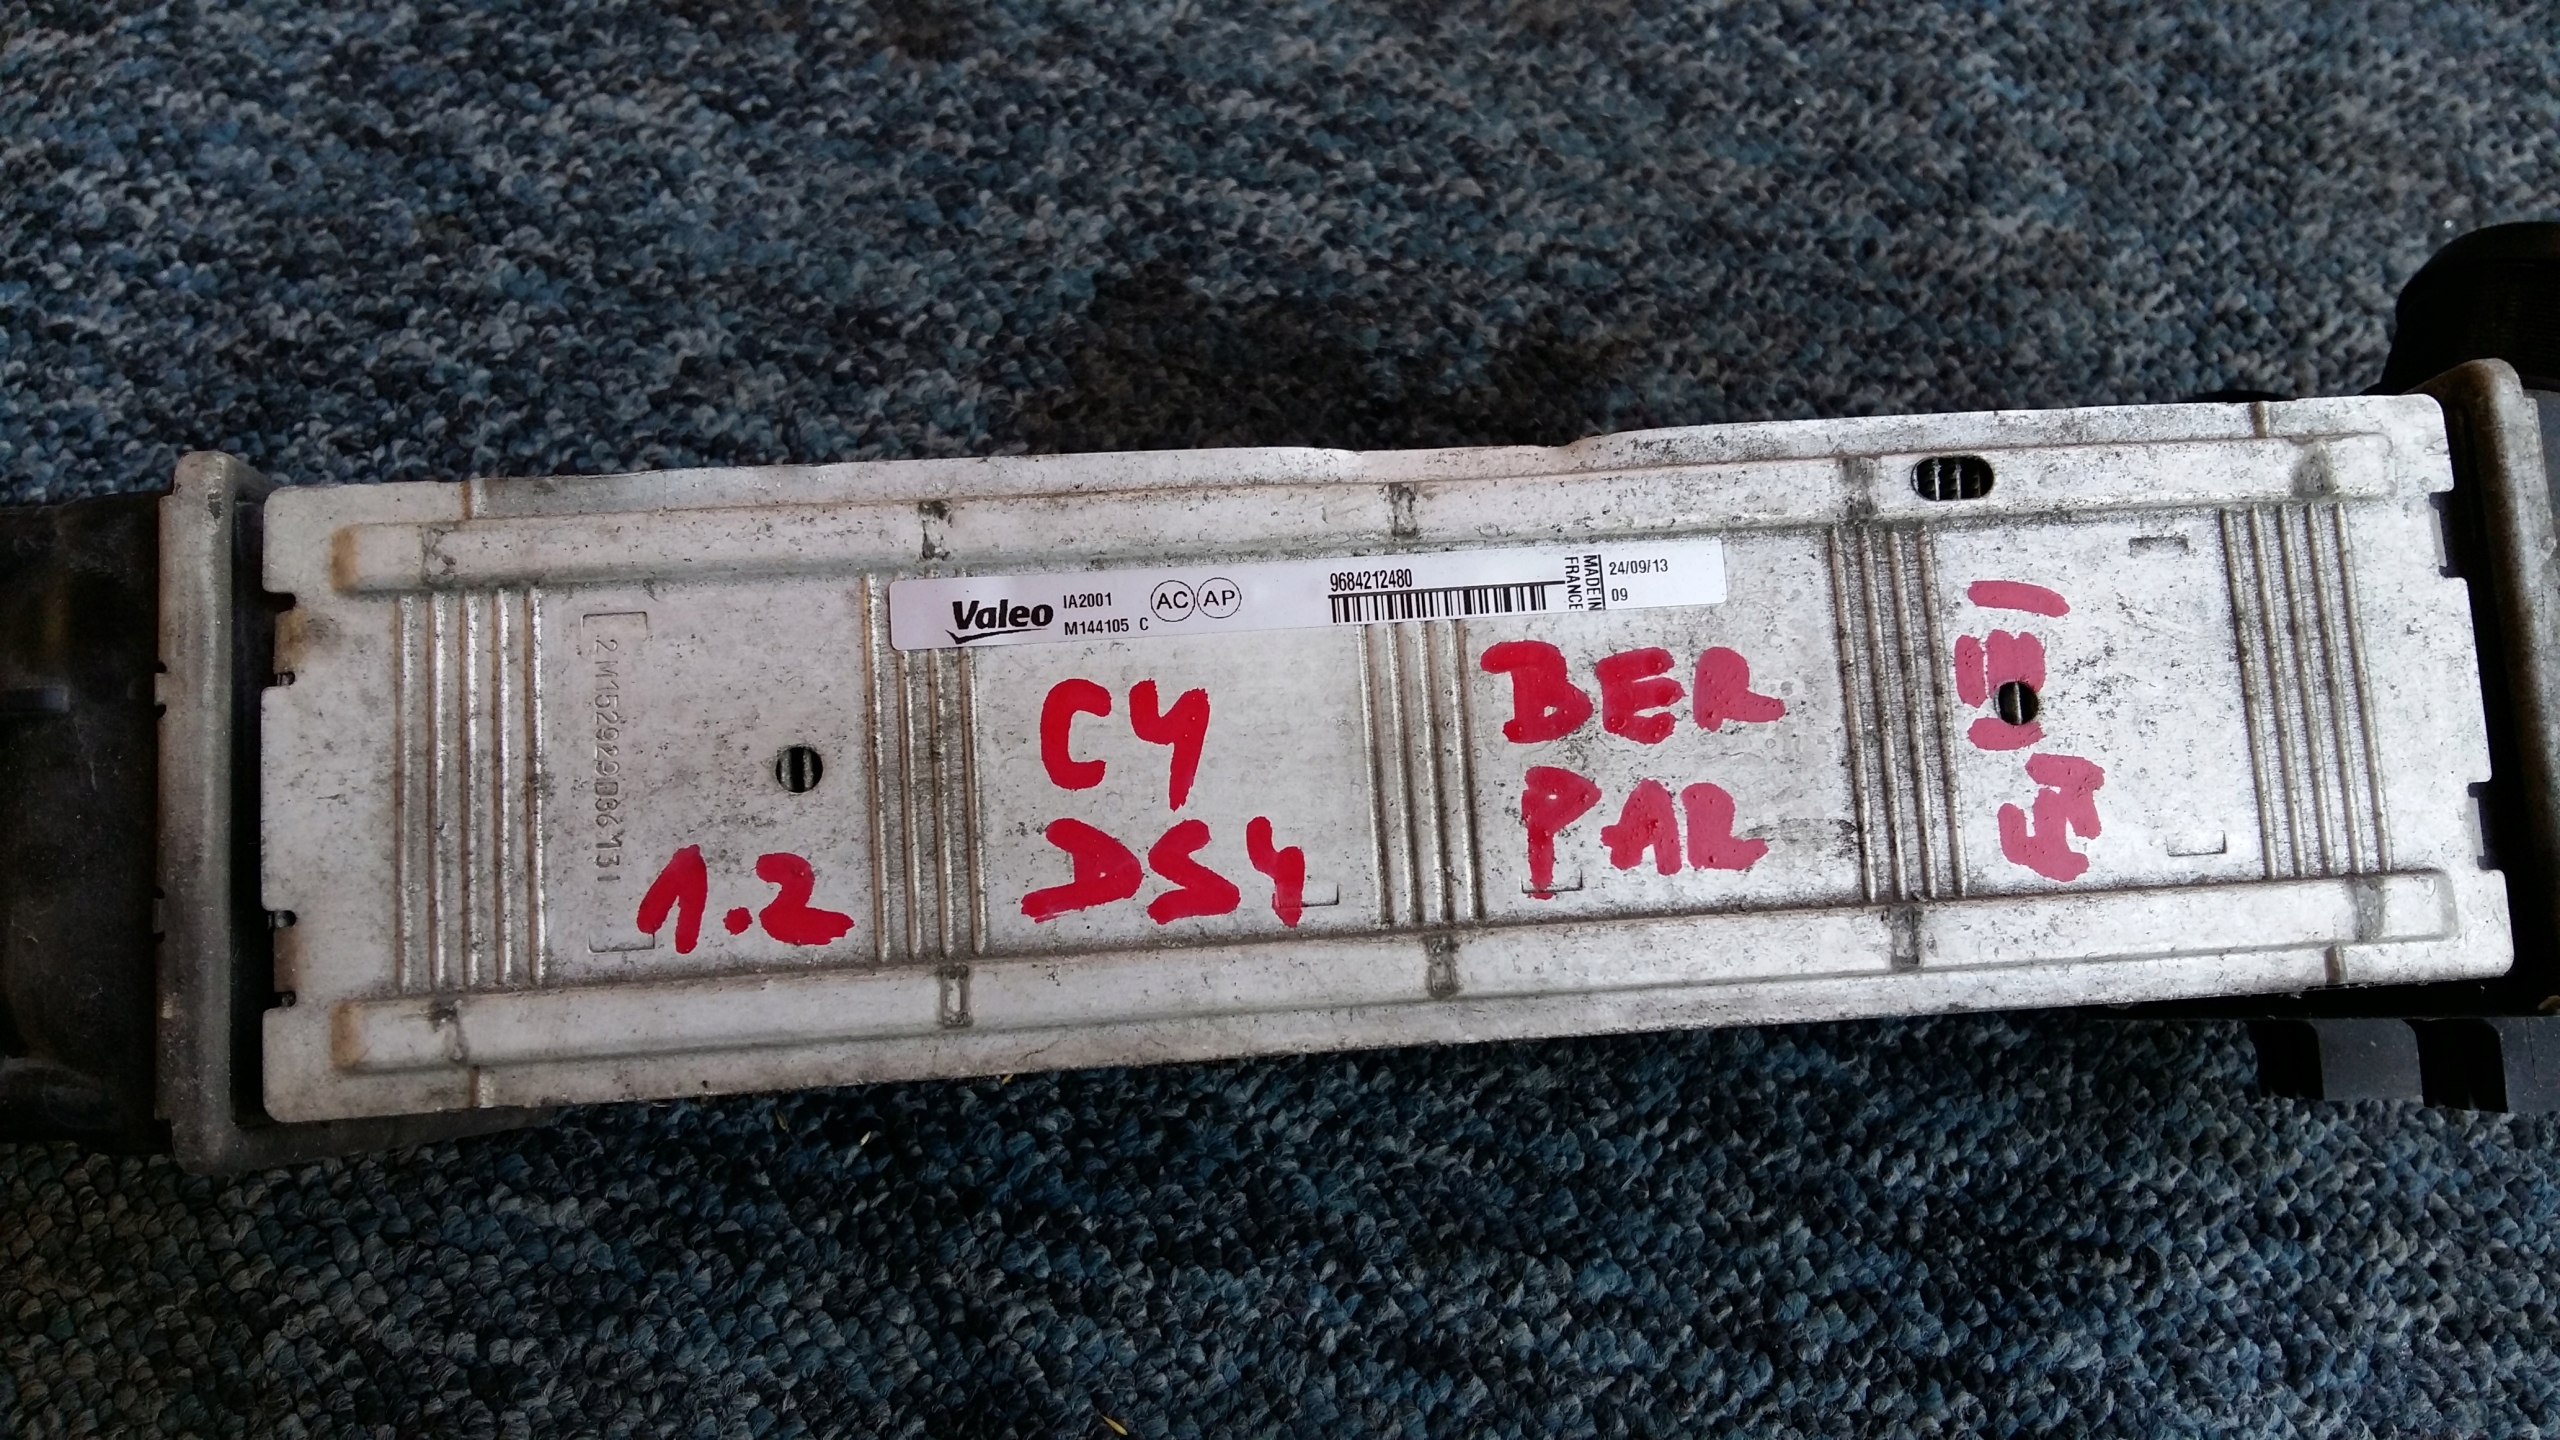 Valeo
IA2001
M144105 C
AC AP
9684212480
MADE IN
FRANCE
24/09/13
09
C4
DS4
BER
PAR
1.2